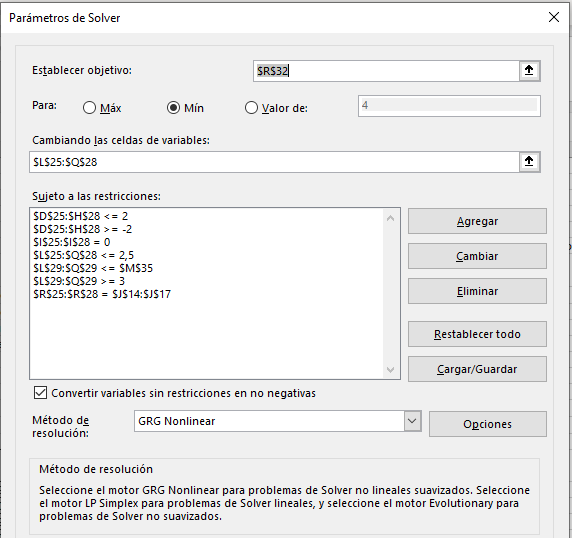 Parámetros de Solver
Establecer objetivo: $R$32
Para: Máx Mín Valor de: 4
Cambiando las celdas de variables:
$L$25:$Q$28
Sujeto a las restricciones:
$D$25:$H$28 <= 2
$D$25:$H$28 >= -2
$I$25:$I$28 = 0
$L$25:$Q$28 <= 2,5
$L$29:$Q$29 <= $M$35
$L$29:$Q$29 >= 3
$R$25:$R$28 = $J$14:$J$17
Agregar
Cambiar
Eliminar
Restablecer todo
Cargar/Guardar
Convertir variables sin restricciones en no negativas
Método de
resolución:
GRG Nonlinear
Opciones
Método de resolución
Seleccione el motor GRG Nonlinear para problemas de Solver no lineales suavizados. Seleccione
el motor LP Simplex para problemas de Solver lineales, y seleccione el motor Evolutionary para
problemas de Solver no suavizados.